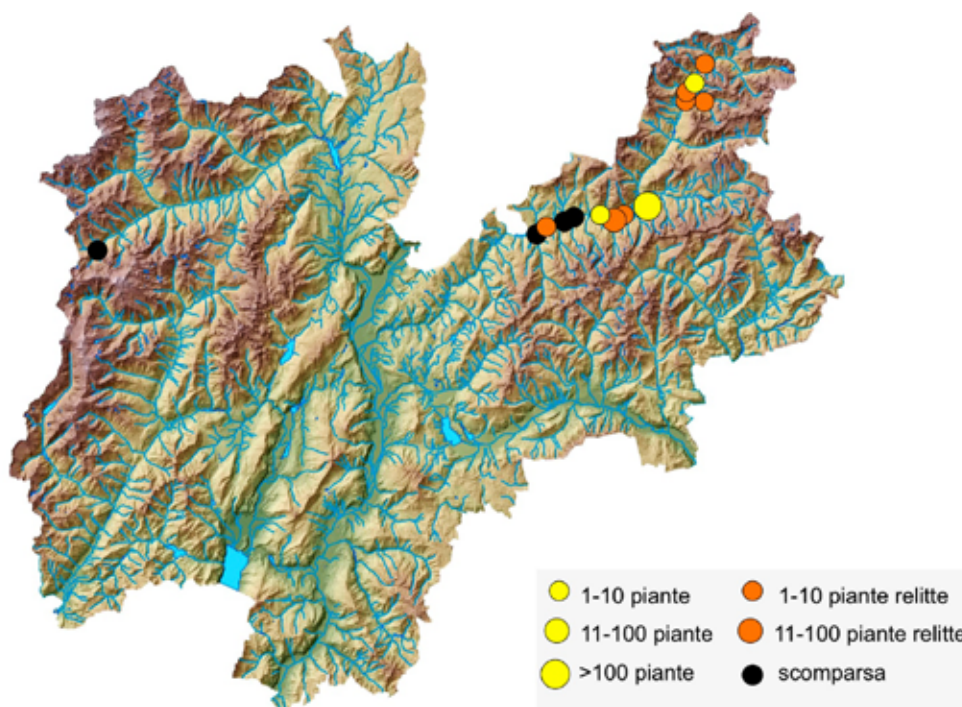 1-10 piante
11-100 piante
>100 piante
1-10 piante relitte
11-100 piante relitte
scomparsa